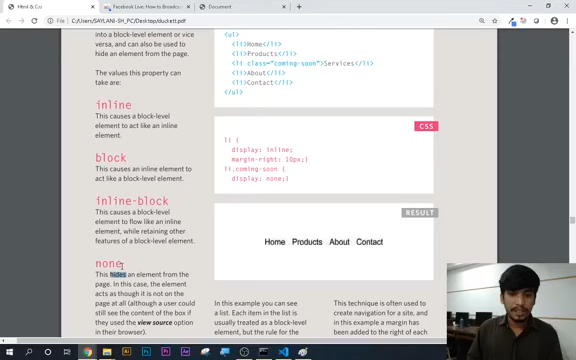 Html & Css
Facebook Live: How to Broadcas
Document
File | C:/Users/SAYLANI-SH_PC/Desktop/duckett.pdf
into a block-level element or vice
versa, and can also be used to
hide an element from the page.
The values this property can
take are:
inline
This causes a block-level
element to act like an inline
element.
block
This causes an inline element to
act like a block-level element.
inline-block
This causes a block-level
element to flow like an inline
element, while retaining other
features of a block-level element.
none
This hides an element from the
page. In this case, the element
acts as though it is not on the
page at all (although a user could
still see the content of the box if
they used the view source option
in their browser).
<ul>
<li>Home</li>
<li>Products</li>
<li class="coming-soon">Services</li>
<li>About</li>
<li>Contact</li>
</ul>
CSS
li {
display: inline;
margin-right: 10px;}
li.coming-soon {
display: none;}
RESULT
Home Products About Contact
In this example you can see
a list. Each item in the list is
usually treated as a block-level
element, but the rule for the
This technique is often used to
create navigation for a site, and
in this example a margin has
been added to the right of each